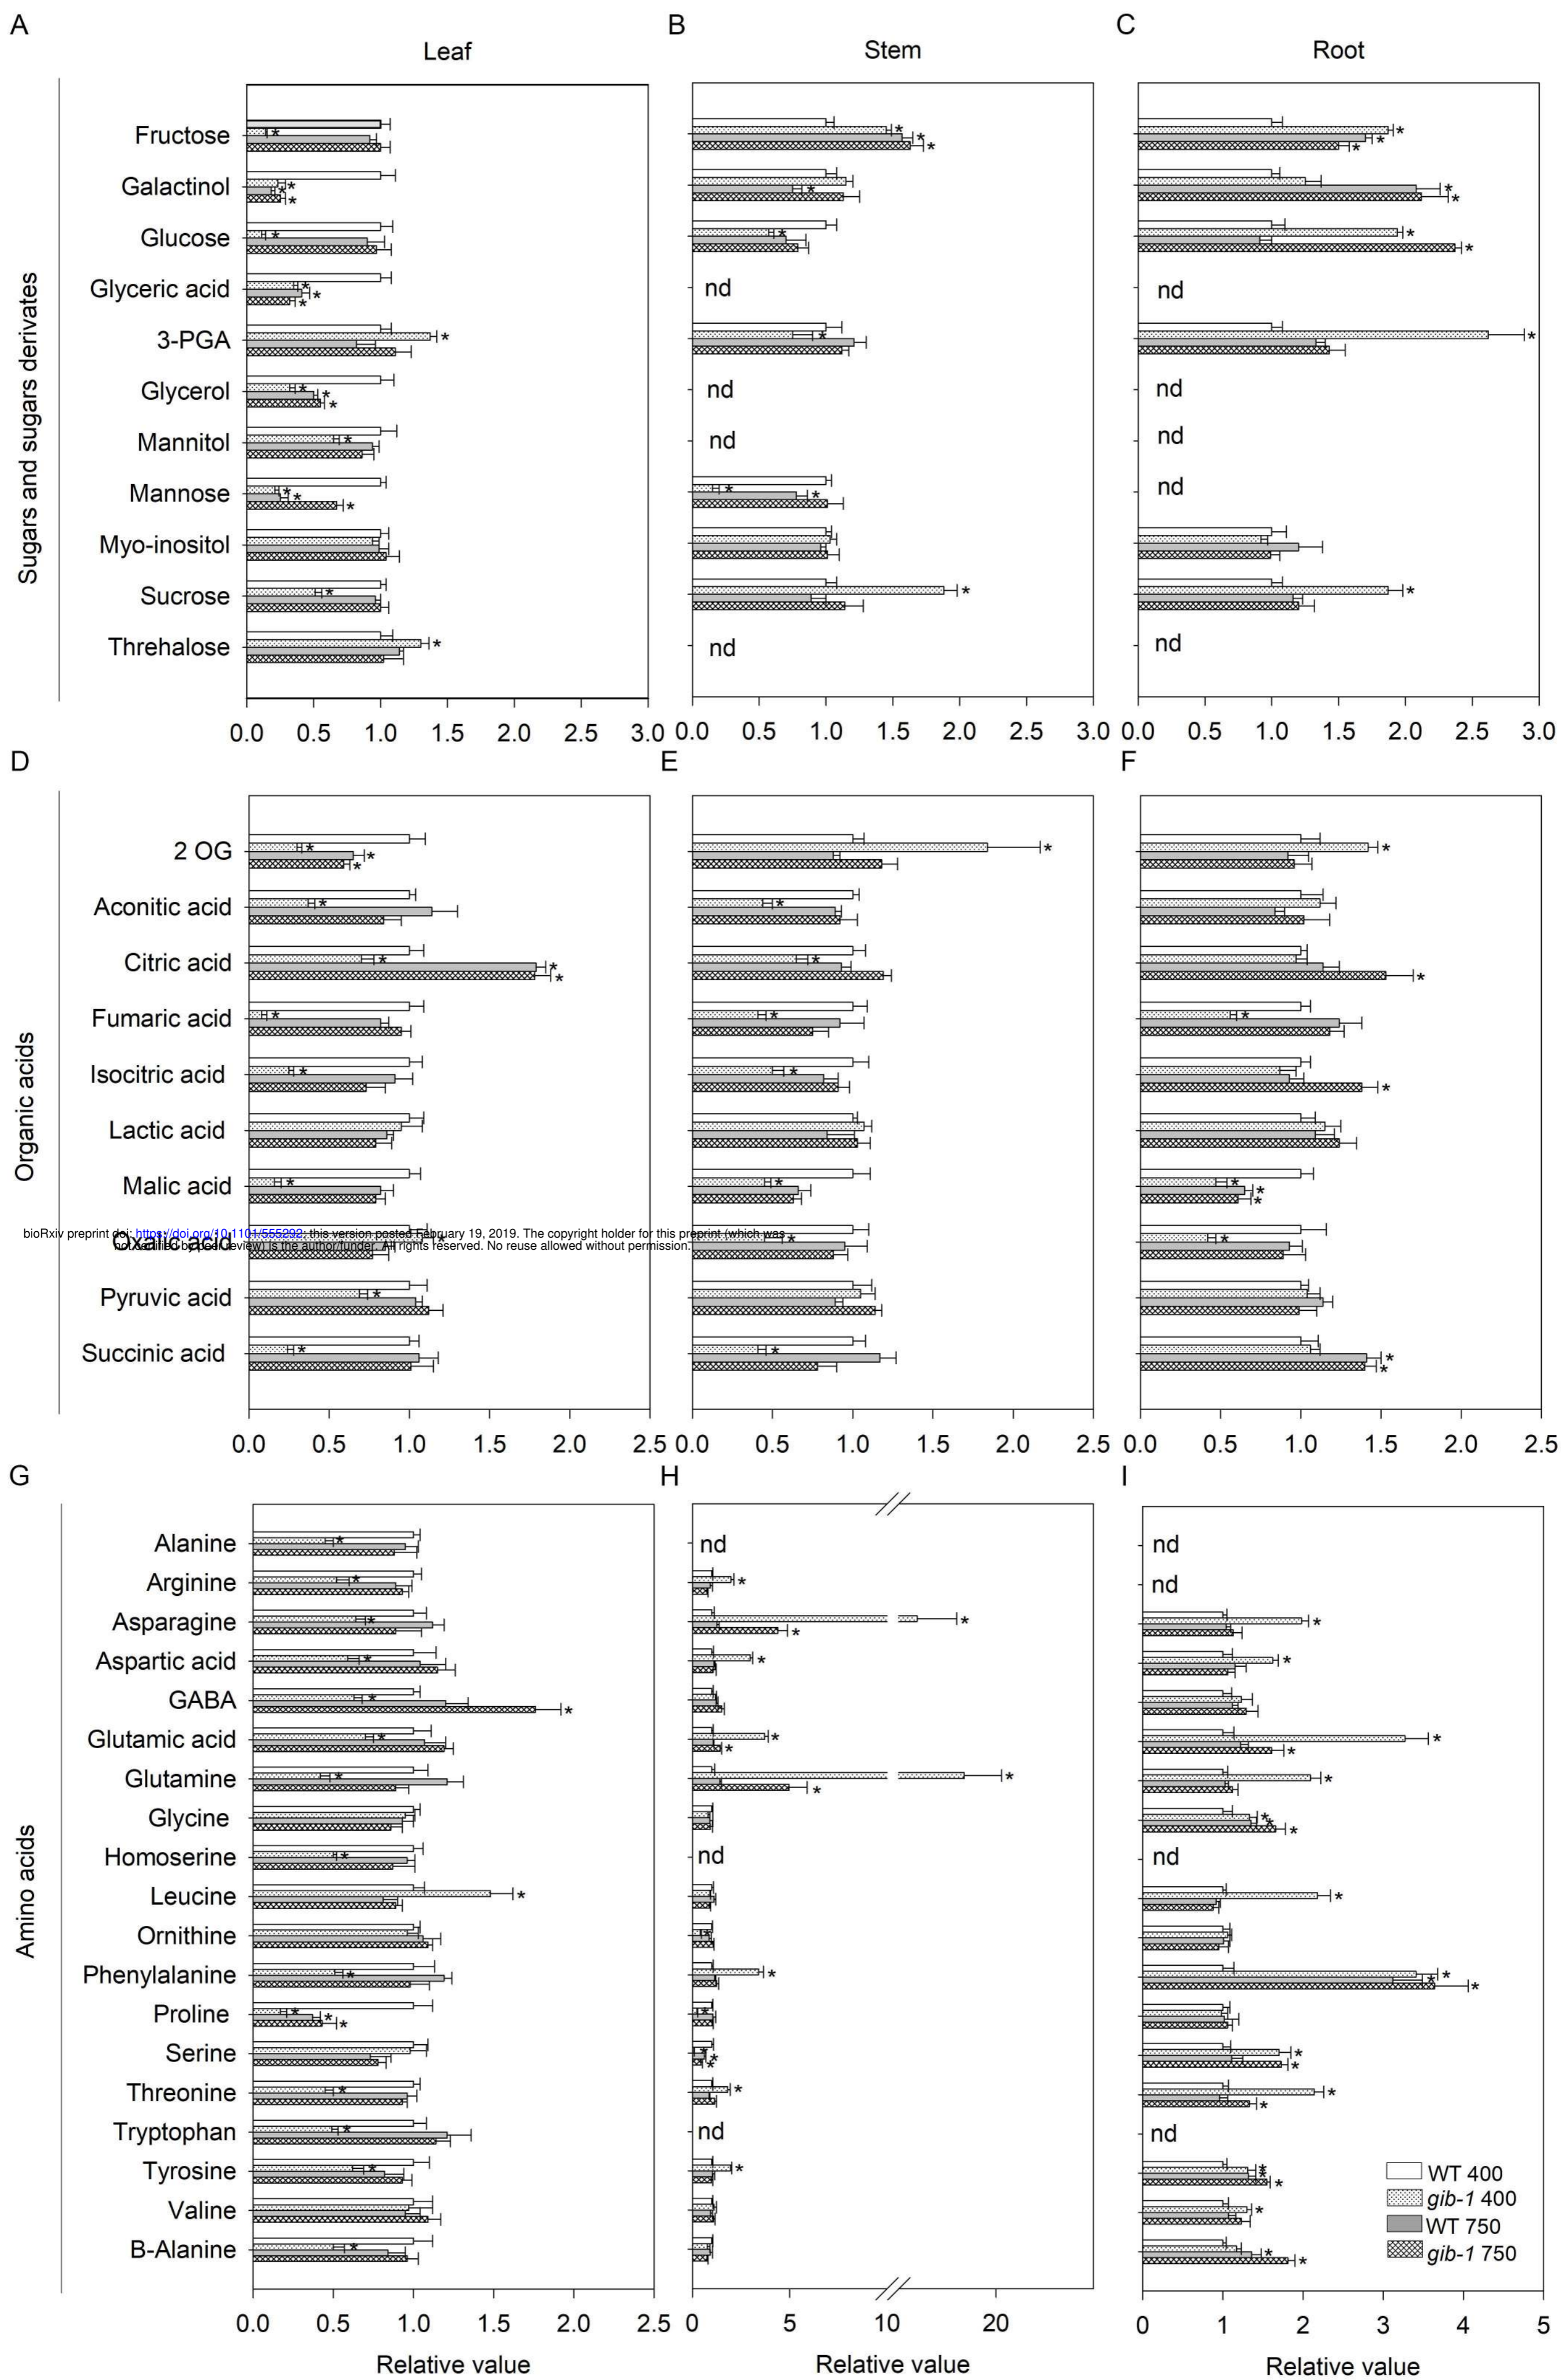 A
B
C
Leaf
Stem
Root
Sugars and sugars derivates
Fructose
* * * * * * *
Galactinol
* * * * * *
Glucose
* * * *
Glyceric acid
* * *
nd
nd
3-PGA
* * *
Glycerol
* * *
nd
nd
Mannitol
*
nd
nd
Mannose
* * * * *
nd
Myo-inositol
Sucrose
* * *
Threhalose
*
nd
nd
0.0 0.5 1.0 1.5 2.0 2.5 3.0
0.0 0.5 1.0 1.5 2.0 2.5 3.0
0.0 0.5 1.0 1.5 2.0 2.5 3.0
D
E
F
Organic acids
2 OG
* * * * *
Aconitic acid
* *
Citric acid
* * * * *
Fumaric acid
* * *
Isocitric acid
* * *
Lactic acid
Malic acid
* * * * *
bioRxiv preprint doi: https://doi.org/10.1101/555292; this version posted February 19, 2019. The copyright holder for this preprint (which was
not certified by peer review) is the author/funder. All rights reserved. No reuse allowed without permission.
Oxalic acid
* *
Pyruvic acid
*
Succinic acid
* * * *
0.0 0.5 1.0 1.5 2.0 2.5
0.0 0.5 1.0 1.5 2.0 2.5
0.0 0.5 1.0 1.5 2.0 2.5
G
H
I
Amino acids
Alanine
*
nd
nd
Arginine
* *
nd
Asparagine
* * * *
Aspartic acid
* * *
GABA
* *
Glutamic acid
* * * * *
Glutamine
* * * *
Glycine
* * *
Homoserine
*
nd
nd
Leucine
* *
Ornithine
*
Phenylalanine
* * * * *
Proline
* * * *
Serine
* * * * *
Threonine
* * * *
Tryptophan
*
nd
nd
Tyrosine
* * * * *
Valine
*
B-Alanine
* * *
WT 400
gib-1 400
WT 750
gib-1 750
0.0 0.5 1.0 1.5 2.0 2.5
0 5 10 20
0 1 2 3 4 5
Relative value
Relative value
Relative value